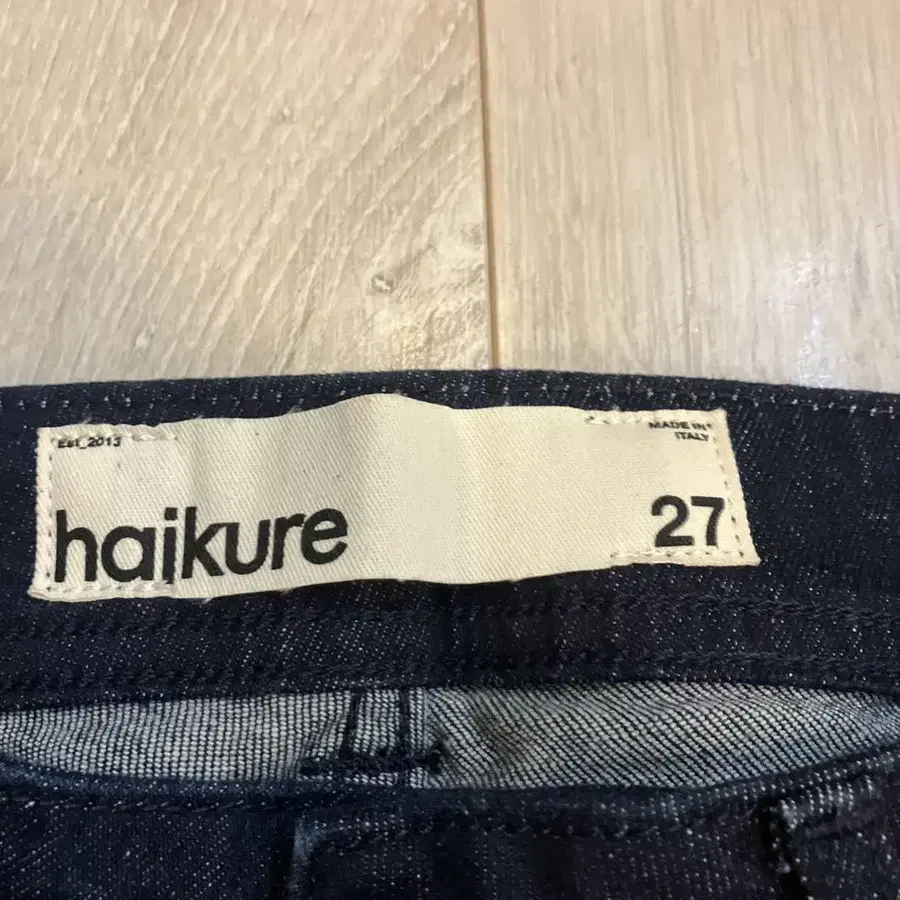 Est_2013
MADE IN*
ITALY
haikure
27